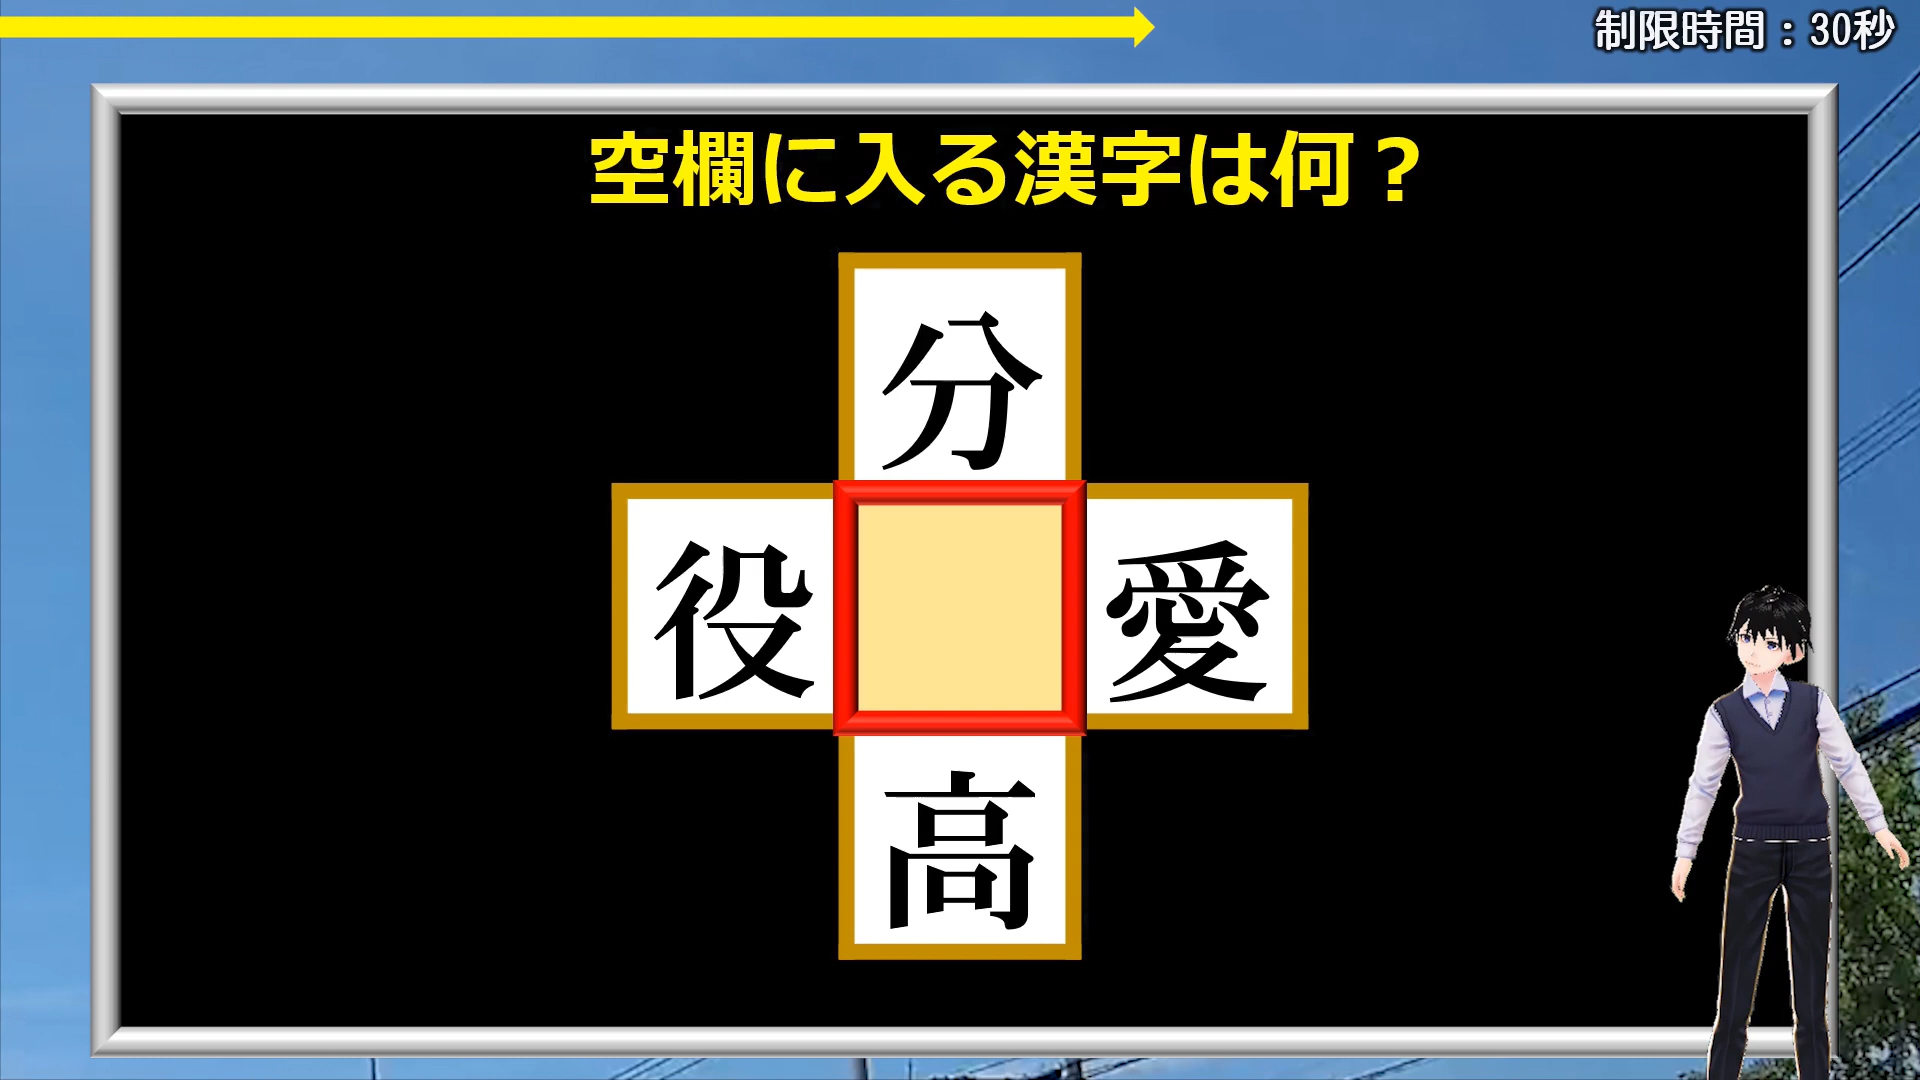 制限時間：30秒
空欄に入る漢字は何？
分
役 愛
高